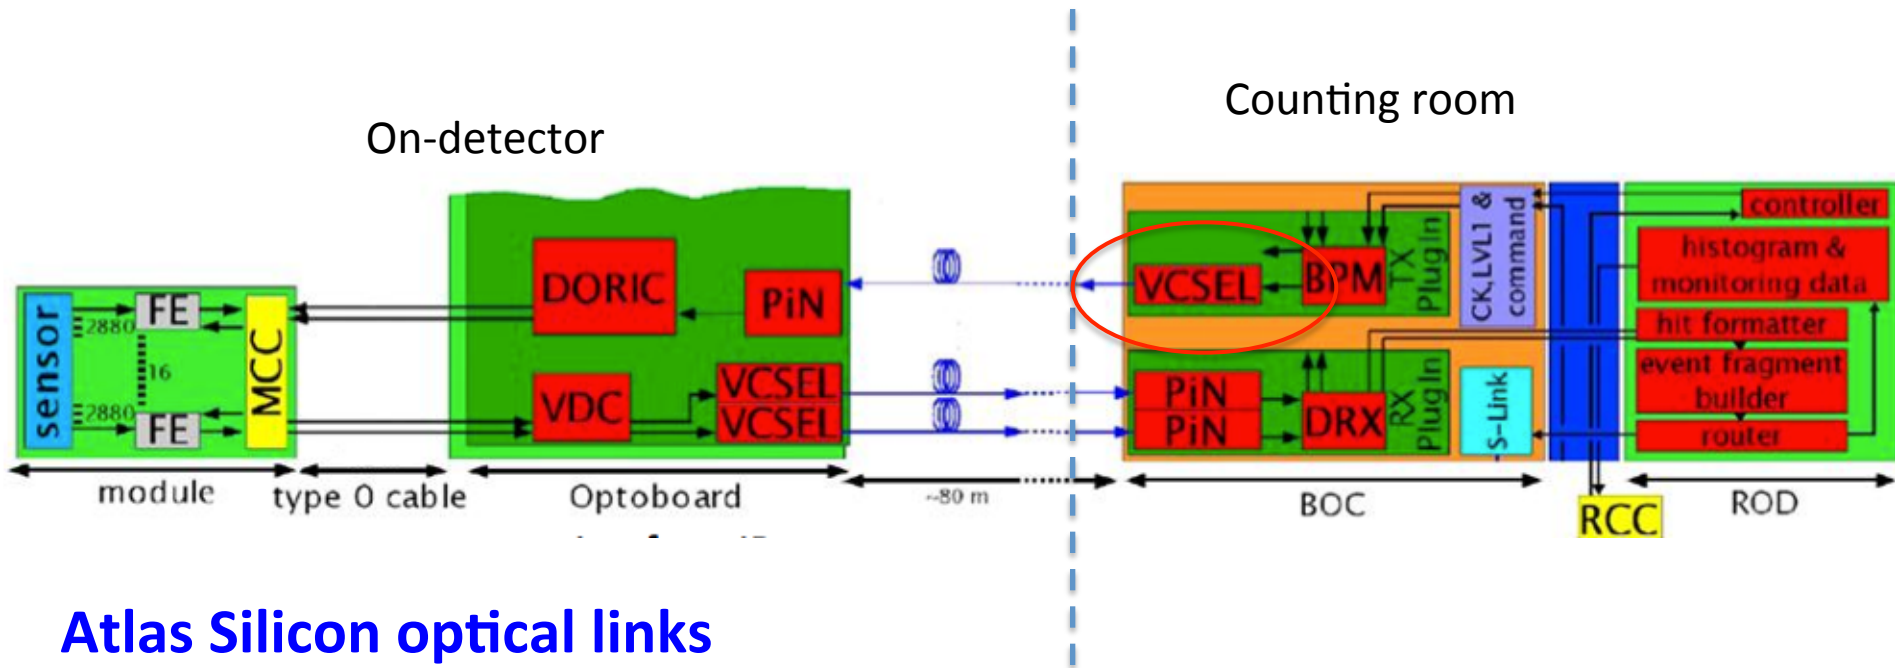 On-detector
Counting room
sensor
2880
16
2880
FE
FE
MCC
module
type 0 cable
DORIC
PiN
VDC
VCSEL
VCSEL
Optoboard
~80 m
VCSEL
BPM
TX
PlugIn
PiN
PiN
DRX
RX
PlugIn
CK,LVL1 &
command
S-Link
BOC
RCC
controller
histogram &
monitoring data
hit formatter
event fragment
builder
router
ROD
Atlas Silicon optical links